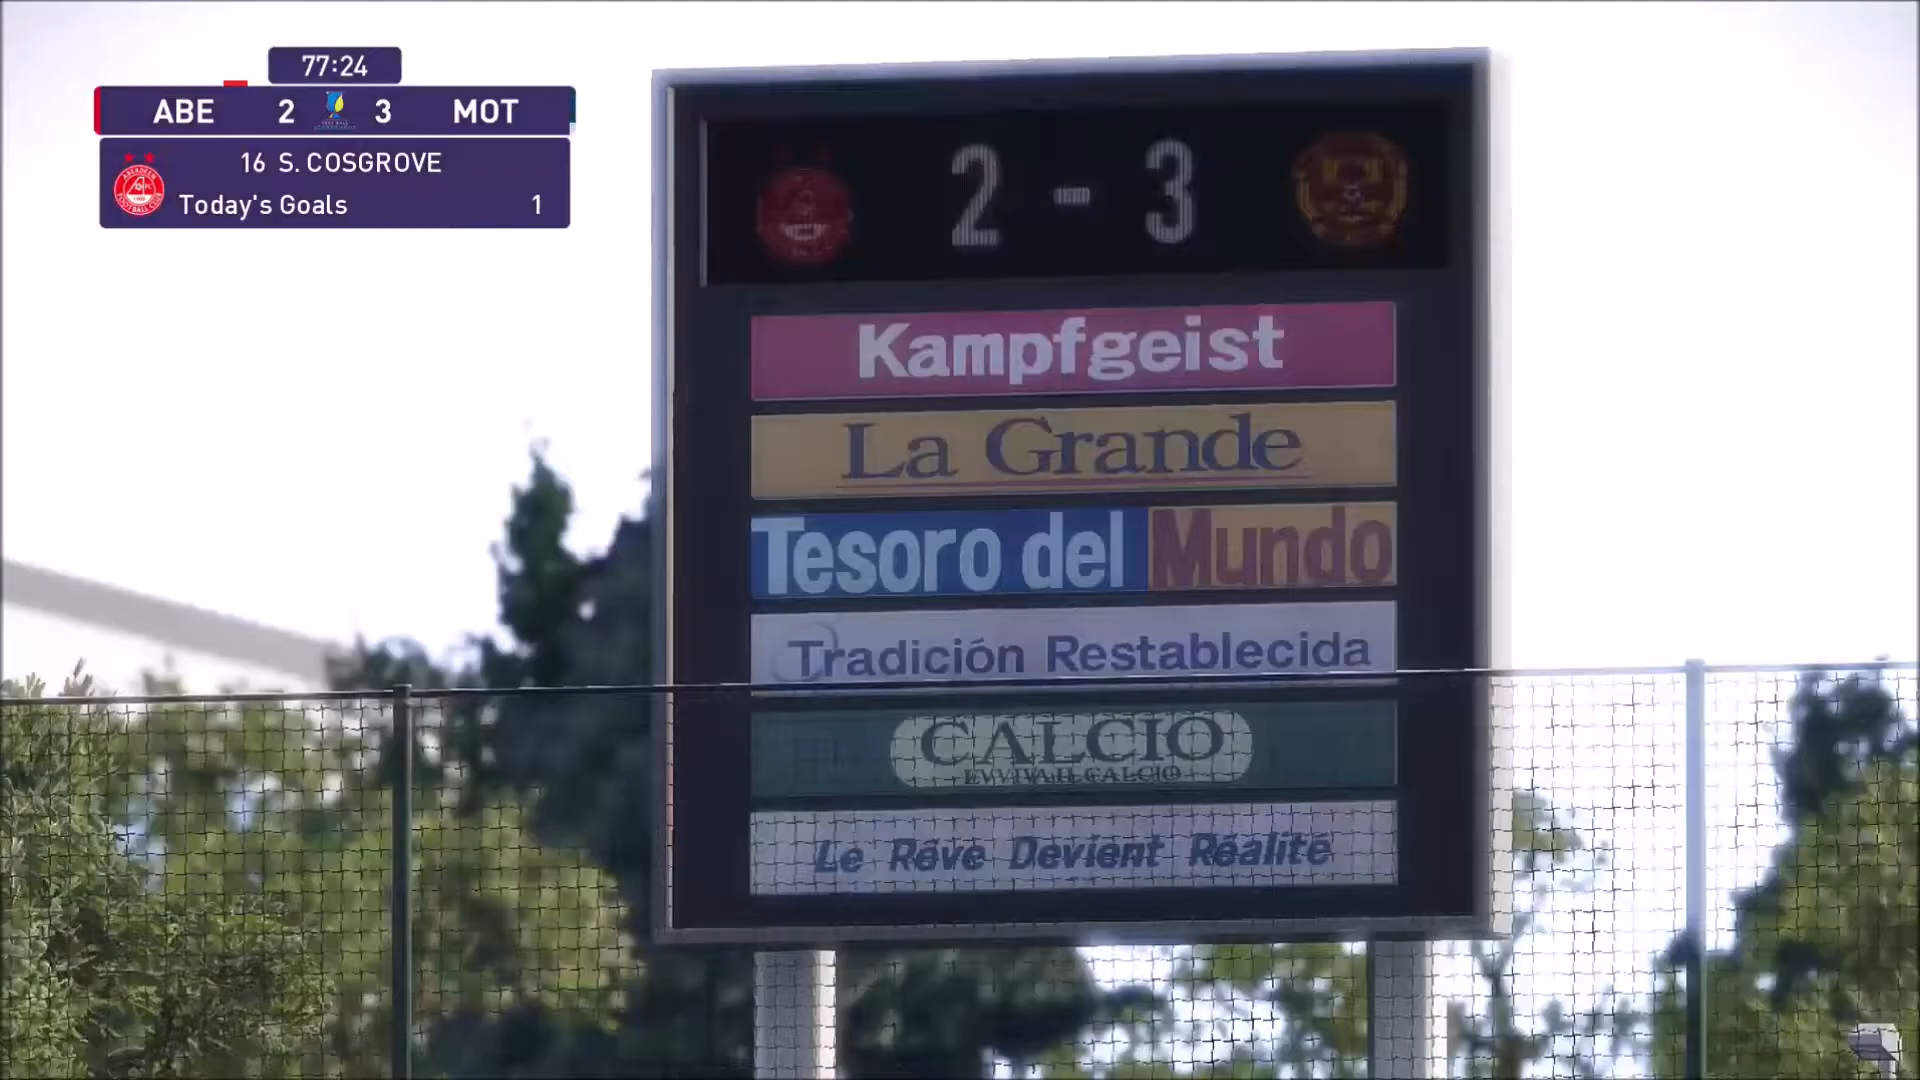 77:24
ABE 2 3 MOT
16 S. COSGROVE
Today's Goals 1
2 - 3
Kampfgeist
La Grande
Tesoro del Mundo
Tradición Restablecida
CALCIO
EVVIVA IL CALCIO
Le Rêve Devient Réalité